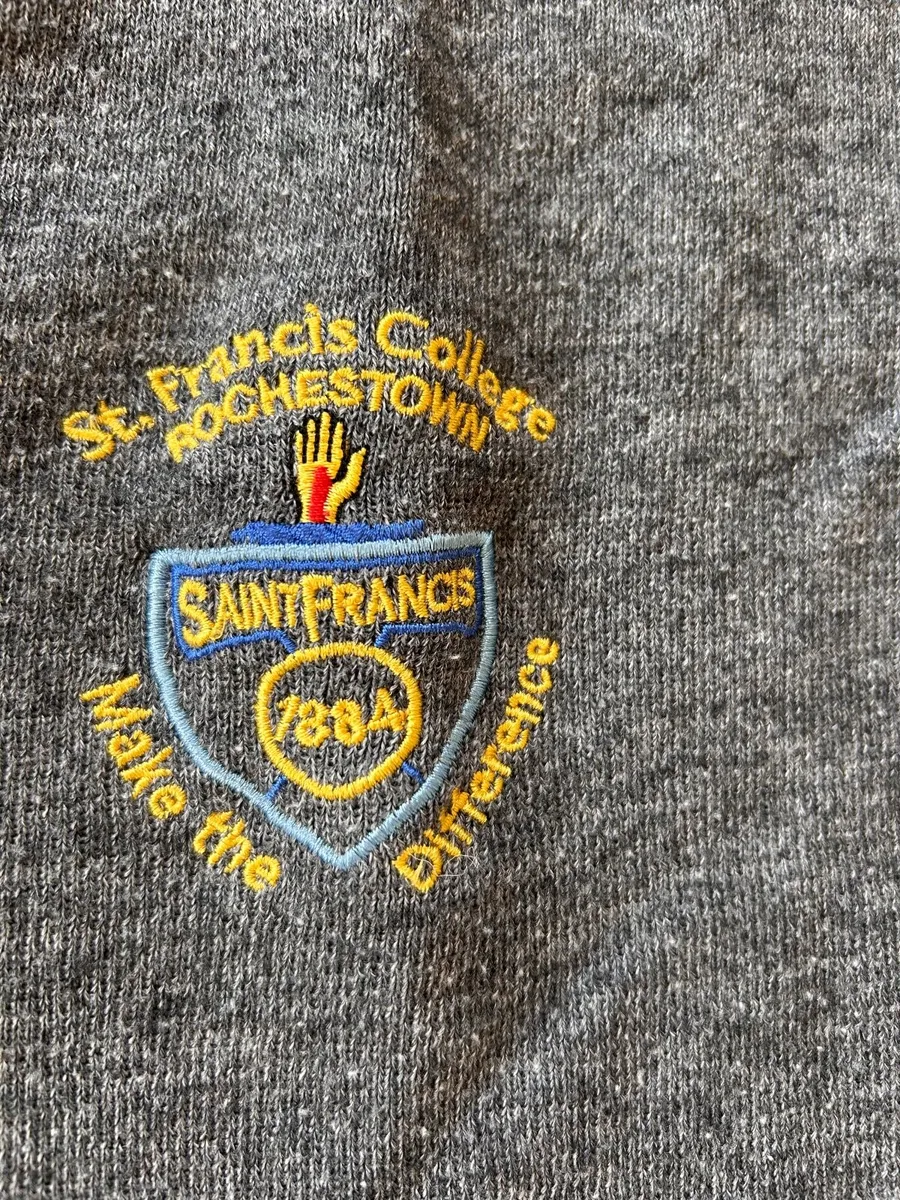 St. Francis College
ROCHESTOWN
SAINT FRANCIS
1884
Make the Difference